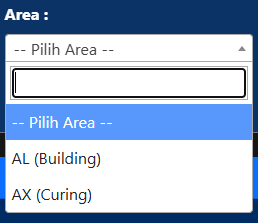 Area :
-- Pilih Area --
-- Pilih Area --
AL (Building)
AX (Curing)